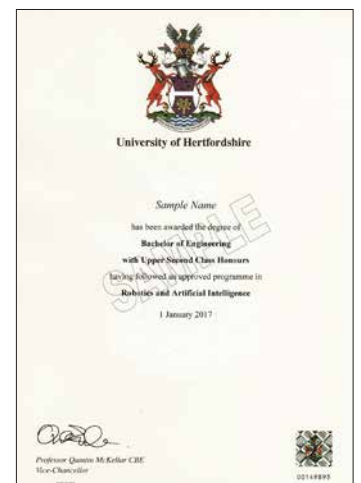 University of Hertfordshire
Sample Name
has been awarded the degree of
Bachelor of Engineering
with Upper Second Class Honours
having followed an approved programme in
Robotics and Artificial Intelligence
SAMPLE
1 January 2017
Professor Quintin McKellar CBE
Vice-Chancellor